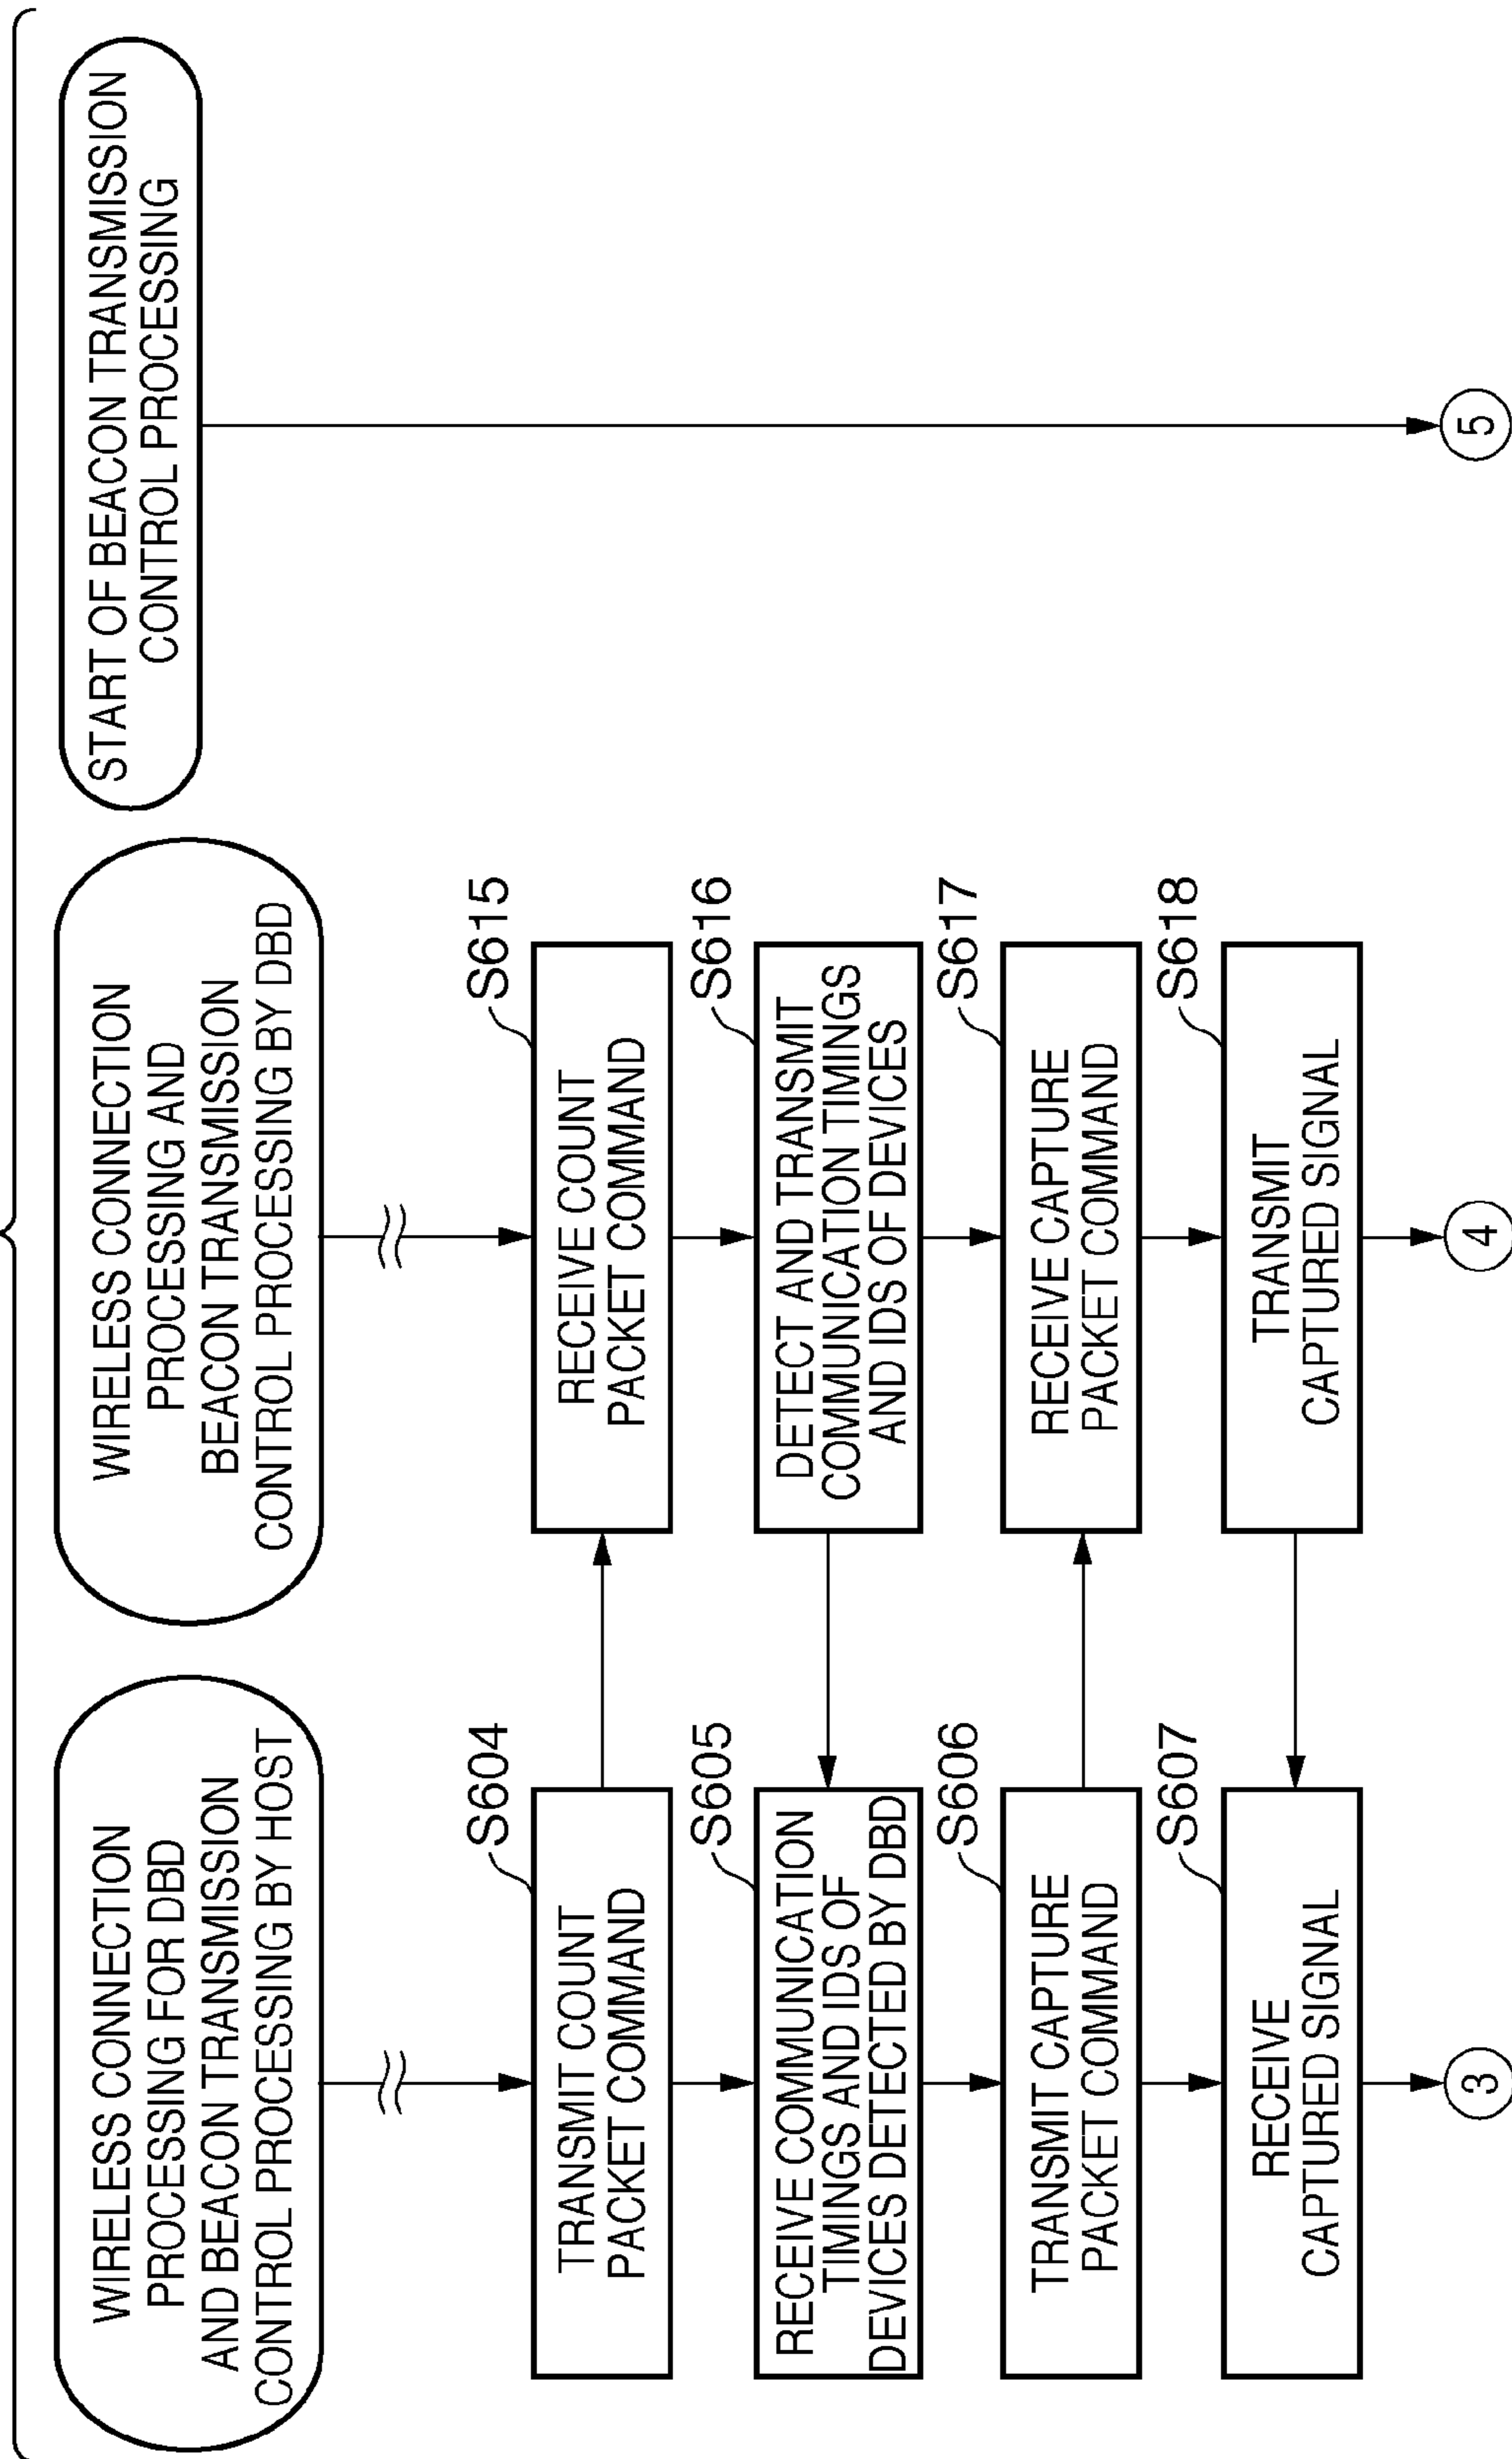 WIRELESS CONNECTION
PROCESSING FOR DBD
AND BEACON TRANSMISSION
CONTROL PROCESSING BY HOST
S604
TRANSMIT COUNT
PACKET COMMAND
S605
RECEIVE COMMUNICATION
TIMINGS AND IDS OF
DEVICES DETECTED BY DBD
S606
TRANSMIT CAPTURE
PACKET COMMAND
S607
RECEIVE
CAPTURED SIGNAL
3
WIRELESS CONNECTION
PROCESSING AND
BEACON TRANSMISSION
CONTROL PROCESSING BY DBD
S615
RECEIVE COUNT
PACKET COMMAND
S616
DETECT AND TRANSMIT
COMMUNICATION TIMINGS
AND IDS OF DEVICES
S617
RECEIVE CAPTURE
PACKET COMMAND
S618
TRANSMIT
CAPTURED SIGNAL
4
START OF BEACON TRANSMISSION
CONTROL PROCESSING
5